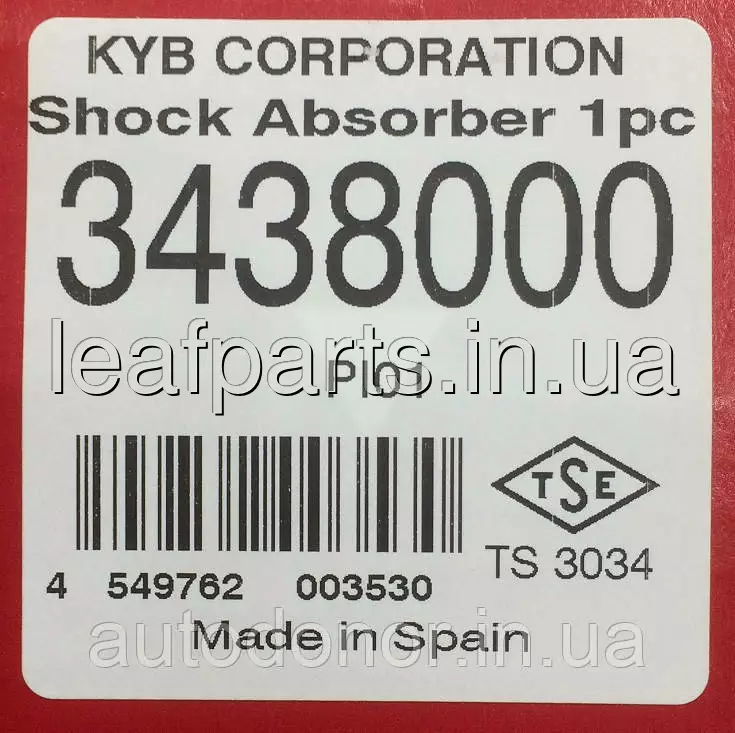 KYB CORPORATION
Shock Absorber 1pc
3438000
leafparts.in.ua
PI01
TSE
TS 3034
4 549762 003530
Made in Spain
autodonor.in.ua